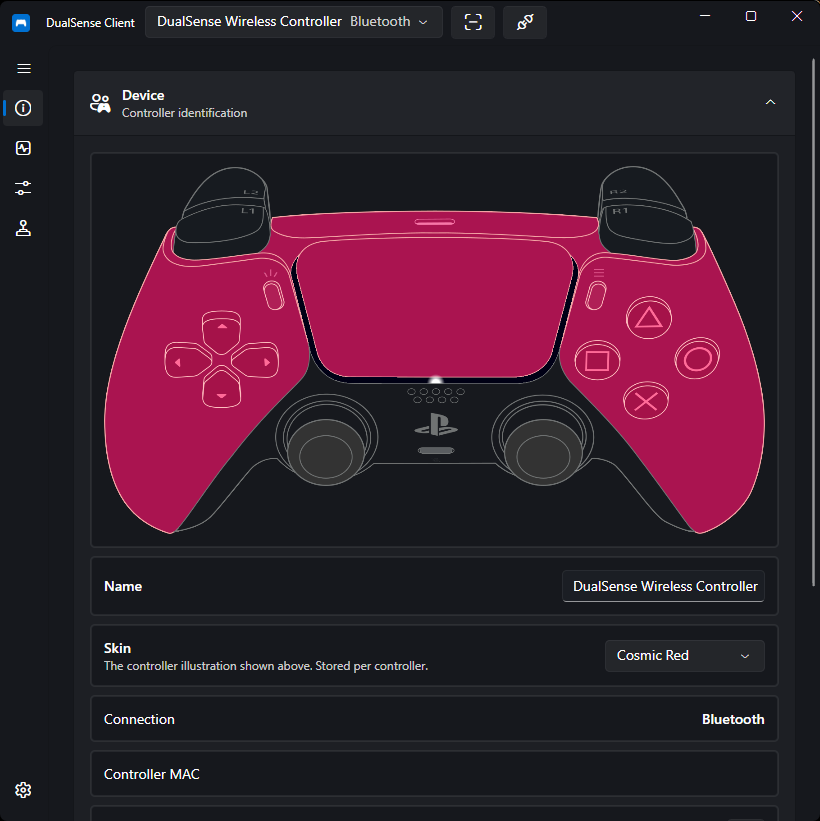 DualSense Client
DualSense Wireless Controller Bluetooth
Device
Controller identification
L2
L1
R2
R1
Name
DualSense Wireless Controller
Skin
The controller illustration shown above. Stored per controller.
Cosmic Red
Connection
Bluetooth
Controller MAC